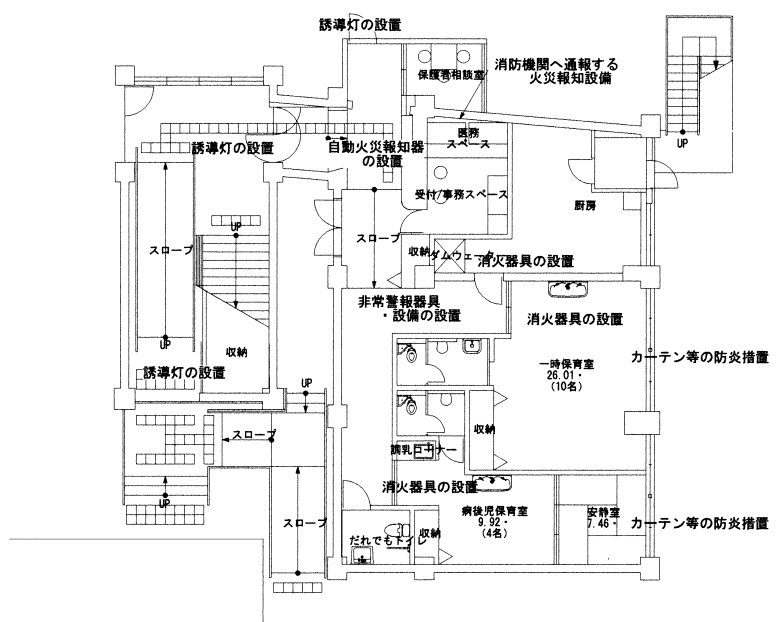 誘導灯の設置
保護者相談室
消防機関へ通報する
火災報知設備
医務
スペース
UP
誘導灯の設置
自動火災報知器
の設置
受付/事務スペース
厨房
UP
スロープ
スロープ
収納
ダムウェーター
消火器具の設置
非常警報器具
・設備の設置
消火器具の設置
UP
収納
一時保育室
26.01・
(10名)
カーテン等の防炎措置
誘導灯の設置
UP
スロープ
収納
調乳コーナー
消火器具の設置
UP
スロープ
病後児保育室
9.92・
(4名)
安静室
7.46・
カーテン等の防炎措置
だれでもトイレ
収納